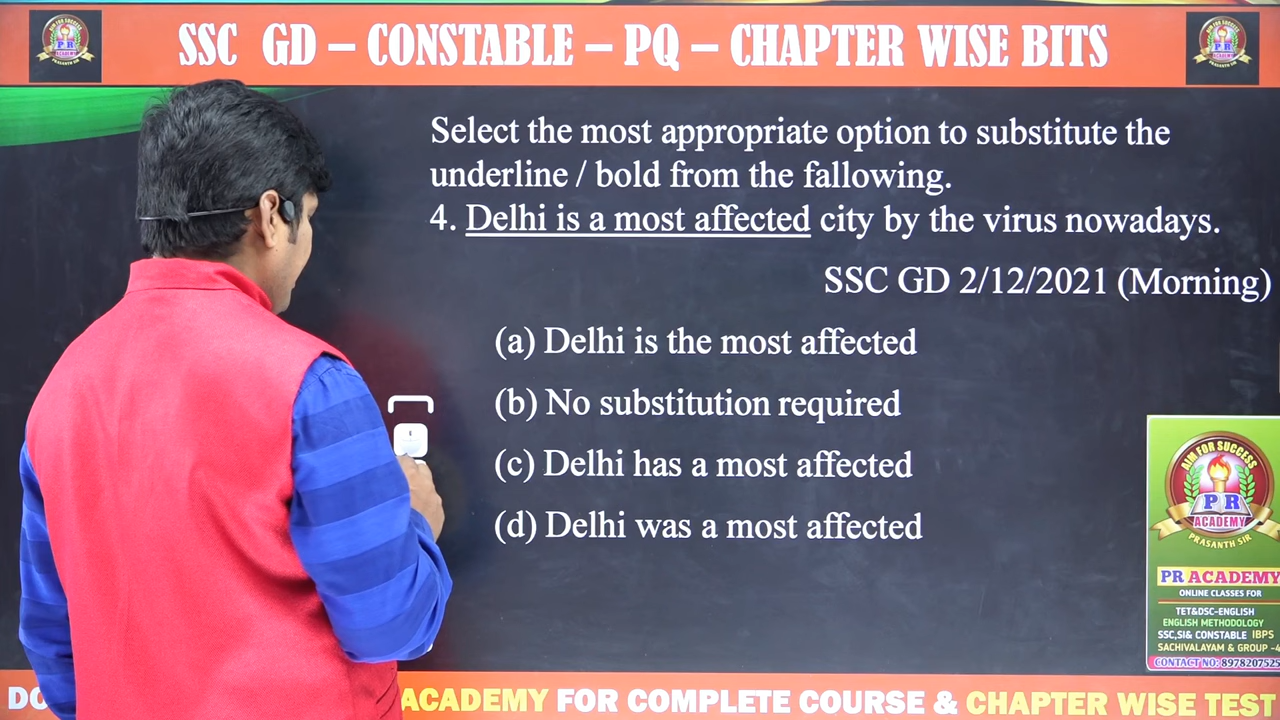 SSC GD – CONSTABLE – PQ – CHAPTER WISE BITS
Select the most appropriate option to substitute the
underline / bold from the fallowing.
4. Delhi is a most affected city by the virus nowadays.
SSC GD 2/12/2021 (Morning)
(a) Delhi is the most affected
(b) No substitution required
(c) Delhi has a most affected
(d) Delhi was a most affected
AIM FOR SUCCESS
PR
ACADEMY
PRASANTH SIR
PR ACADEMY
ONLINE CLASSES FOR
TET&DSC-ENGLISH
ENGLISH METHODOLOGY
SSC,SI& CONSTABLE IBPS
SACHIVALAYAM & GROUP -4
CONTACT NO: 8978207525
DO ACADEMY FOR COMPLETE COURSE & CHAPTER WISE TEST